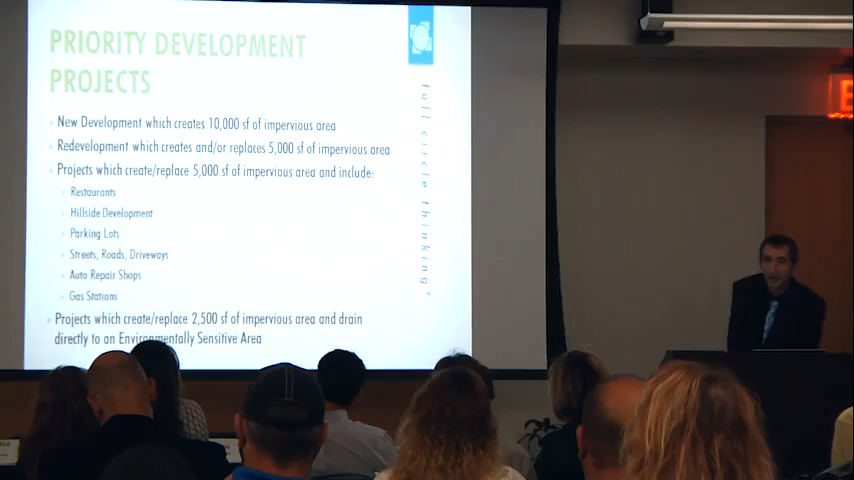 PRIORITY DEVELOPMENT
PROJECTS
New Development which creates 10,000 sf of impervious area
Redevelopment which creates and/or replaces 5,000 sf of impervious area
Projects which create/replace 5,000 sf of impervious area and include:
Restaurants
Hillside Development
Parking Lots
Streets, Roads, Driveways
Auto Repair Shops
Gas Stations
Projects which create/replace 2,500 sf of impervious area and drain
directly to an Environmentally Sensitive Area
full circle thinking